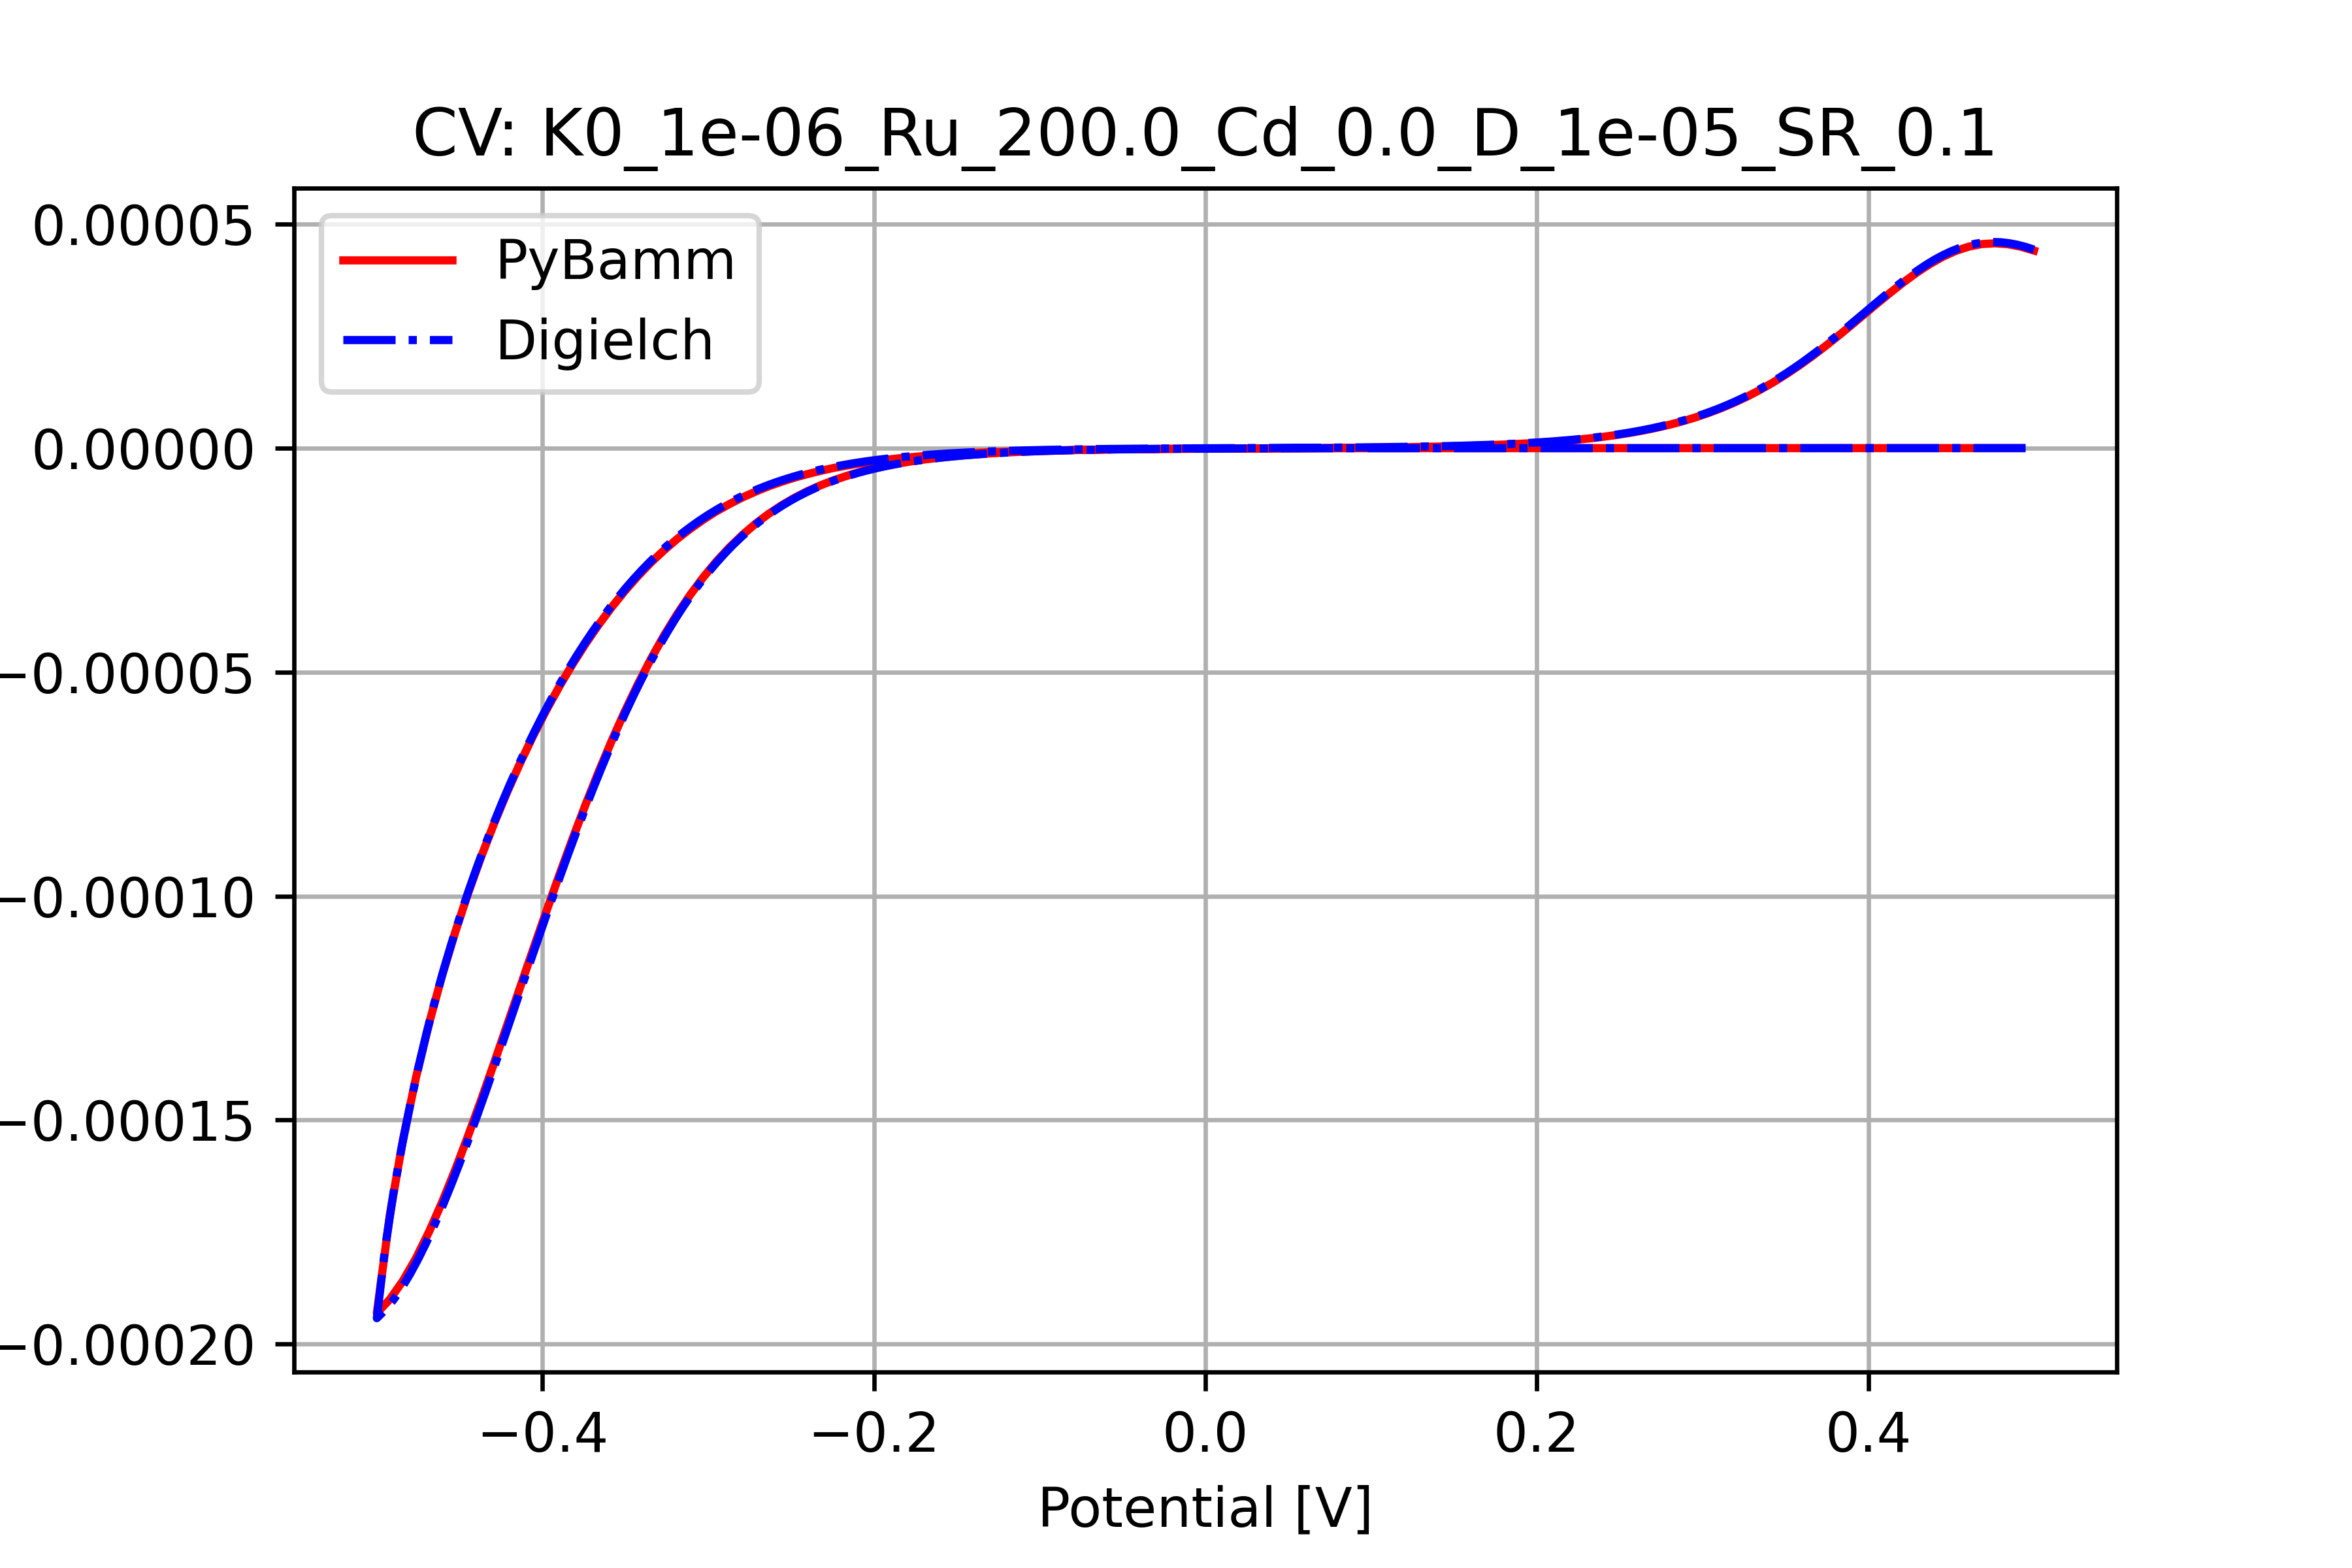 CV: K0_1e-06_Ru_200.0_Cd_0.0_D_1e-05_SR_0.1
PyBamm
Digielch
0.00005
0.00000
−0.00005
−0.00010
−0.00015
−0.00020
−0.4
−0.2
0.0
0.2
0.4
Potential [V]